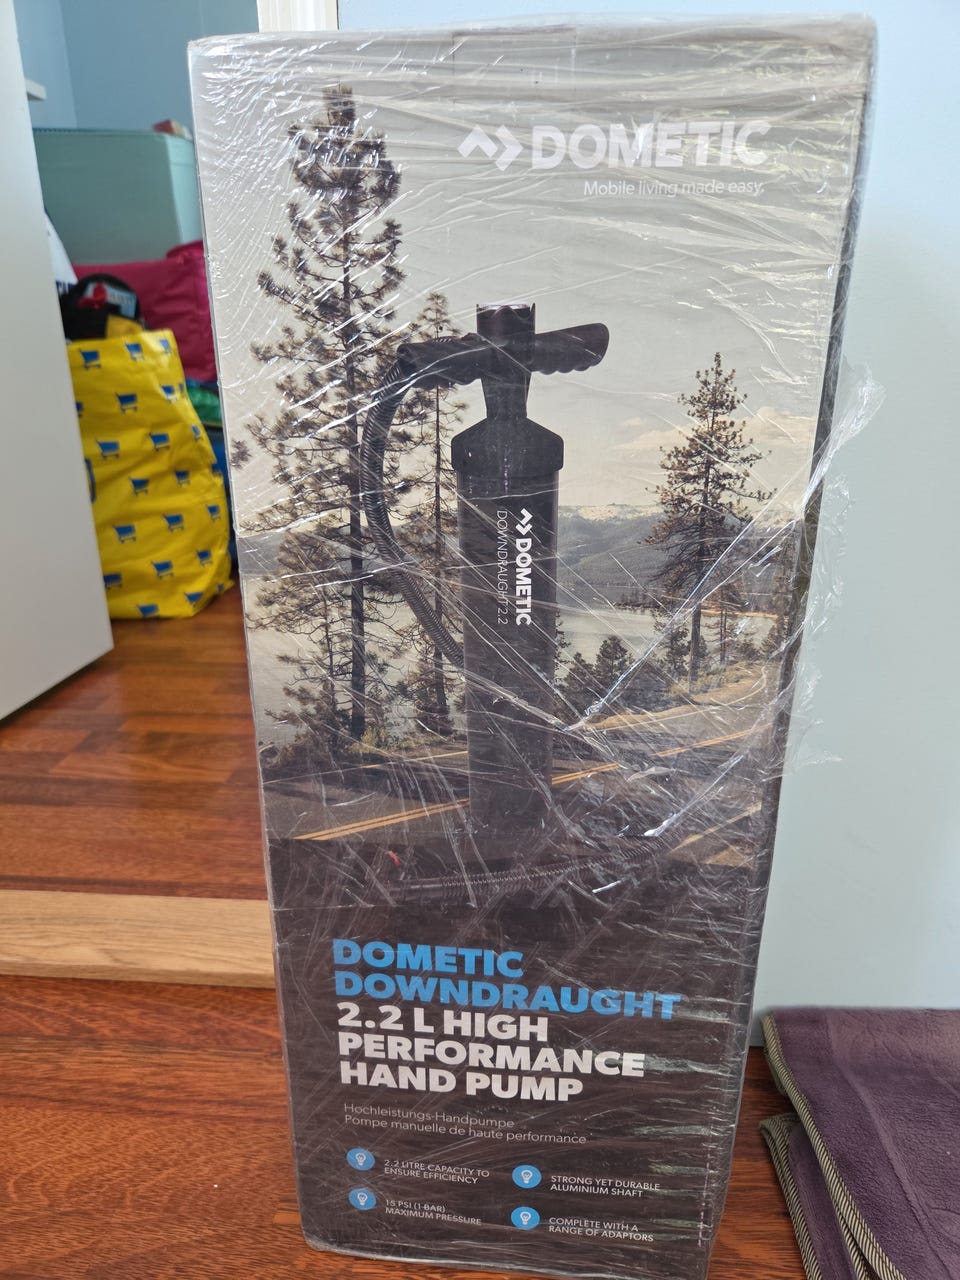 DOMETIC
Mobile living made easy.
DOMETIC
DOWNDRAUGHT 2.2
DOMETIC
DOWNDRAUGHT
2.2 L HIGH
PERFORMANCE
HAND PUMP
Hochleistungs-Handpumpe
Pompe manuelle de haute performance
2.2 LITRE CAPACITY TO
ENSURE EFFICIENCY
STRONG YET DURABLE
ALUMINIUM SHAFT
15 PSI (1-BAR)
MAXIMUM PRESSURE
COMPLETE WITH A
RANGE OF ADAPTORS